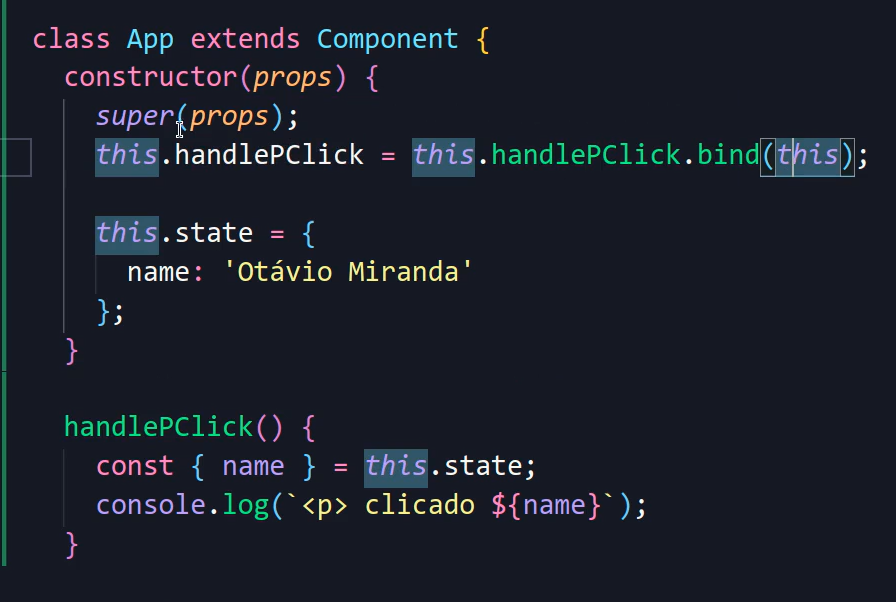 class App extends Component {
constructor(props) {
super(props);
this.handlePClick = this.handlePClick.bind(this);
this.state = {
name: 'Otávio Miranda'
};
}
handlePClick() {
const { name } = this.state;
console.log(`<p> clicado ${name}`);
}